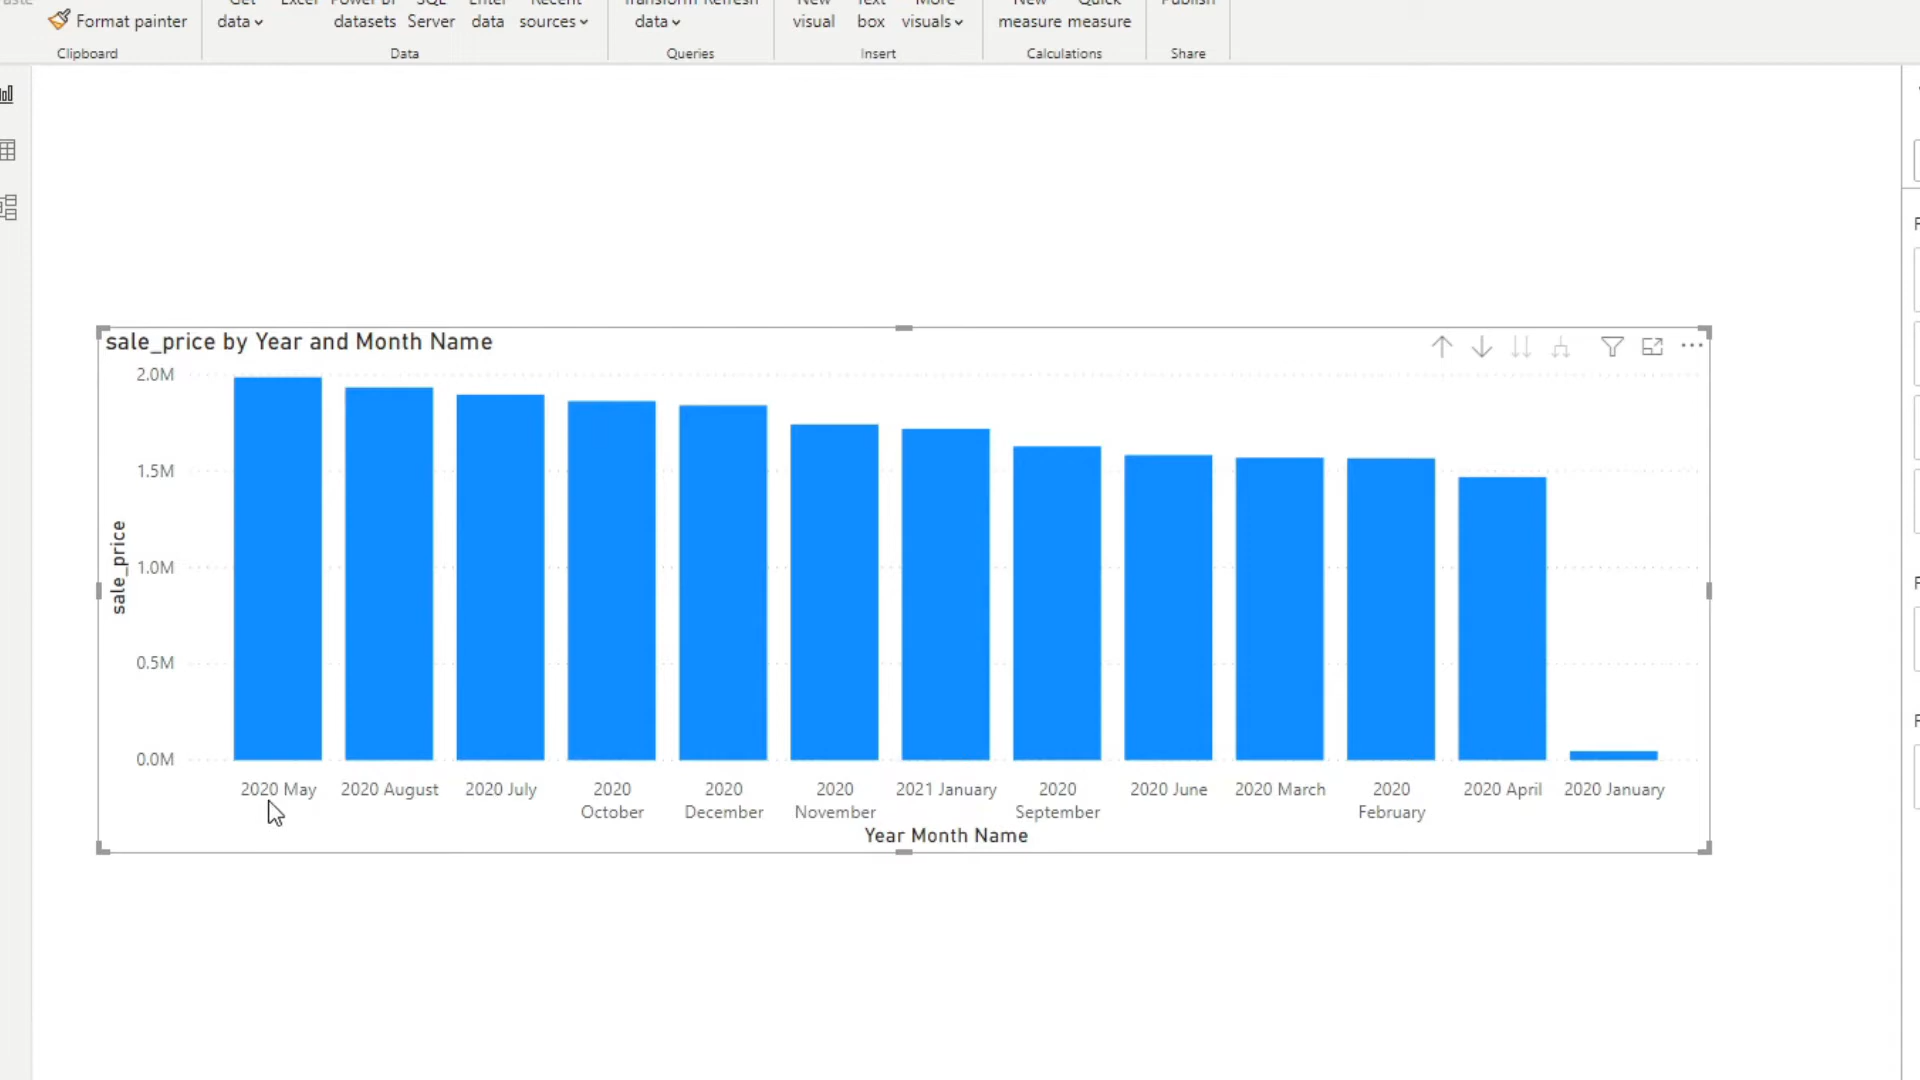 Format painter
data
datasets
Server
data
sources
data
visual
box
visuals
measure
measure
Clipboard
Data
Queries
Insert
Calculations
Share
sale_price by Year and Month Name
2.0M
1.5M
1.0M
0.5M
0.0M
sale_price
2020 May
2020 August
2020 July
2020
October
2020
December
2020
November
2021 January
2020
September
2020 June
2020 March
2020
February
2020 April
2020 January
Year Month Name